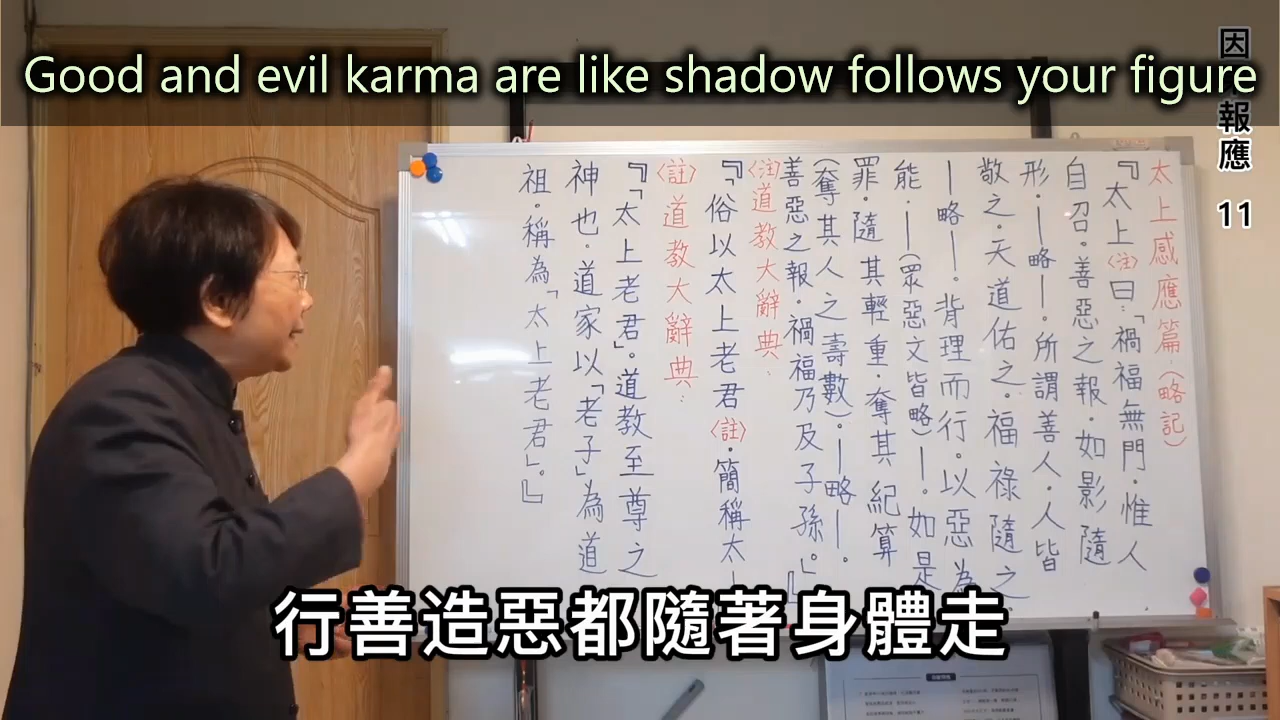 Good and evil karma are like shadow follows your figure
因果報應 11
太上感應篇(略記)
『太上〈注〉曰:「禍福無門.惟人
自召.善惡之報.如影隨
形.—略—。所謂善人.人皆
敬之.天道佑之.福祿隨之
—略—。背理而行.以惡為
能.—(眾惡文皆略)—。如是
罪.隨其輕重.奪其紀算
(奪其人之壽數).—略—.
善惡之報.禍福乃及子孫。」』
〈注〉道教大辭典:
『「俗以太上老君〈註〉.簡稱太上
〈註〉道教大辭典:
『「太上老君」。道教至尊之
神也。道家以「老子」為道
祖。稱為「太上老君」。』
行善造惡都隨著身體走